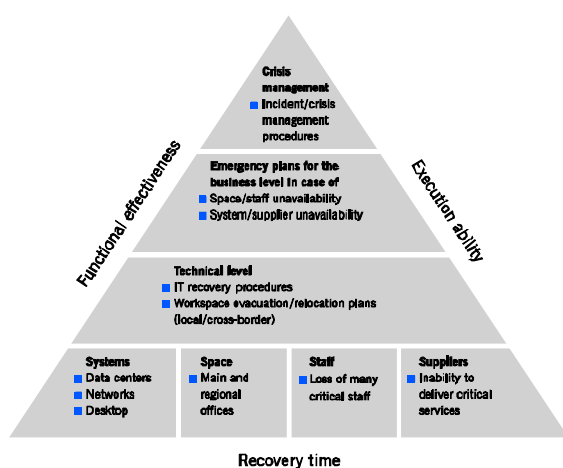 Crisis
management
Incident/crisis
management
procedures
Functional effectiveness
Execution ability
Emergency plans for the
business level in case of
Space/staff unavailability
System/supplier unavailability
Technical level
IT recovery procedures
Workspace evacuation/relocation plans
(local/cross-border)
Systems
Data centers
Networks
Desktop
Space
Main and
regional
offices
Staff
Loss of many
critical staff
Suppliers
Inability to
deliver critical
services
Recovery time